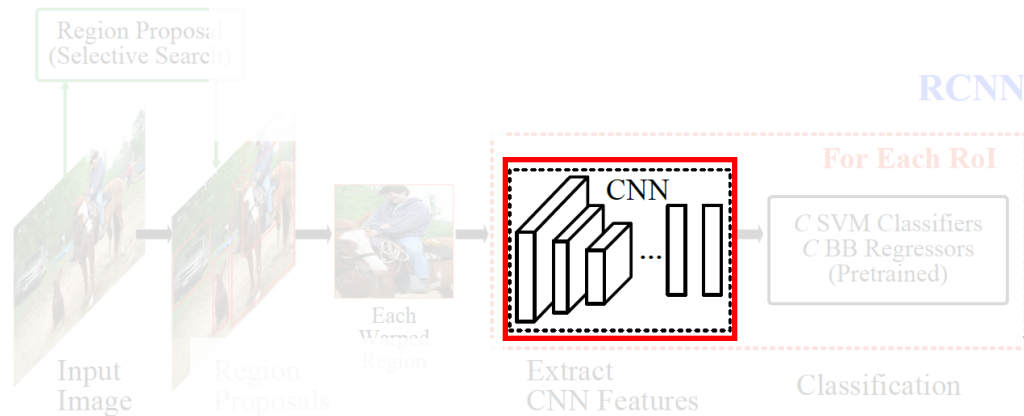 Region Proposal
(Selective Search)
RCNN
For Each RoI
CNN
...
C SVM Classifiers
C BB Regressors
(Pretrained)
Each
Warped
Region
Input
Image
Region
Proposals
Extract
CNN Features
Classification